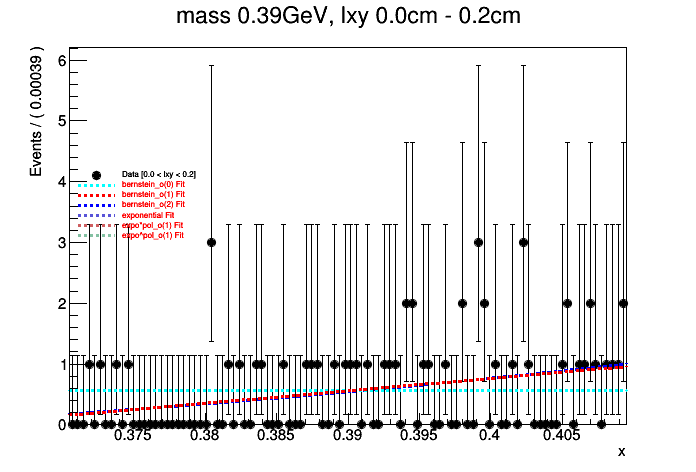 mass 0.39GeV, lxy 0.0cm - 0.2cm
Events / ( 0.00039 )
6
5
4
3
2
1
0
Data [0.0 < lxy < 0.2]
bernstein_o(0) Fit
bernstein_o(1) Fit
bernstein_o(2) Fit
exponential Fit
expo*pol_o(1) Fit
expo^pol_o(1) Fit
0.375 0.38 0.385 0.39 0.395 0.4 0.405
x